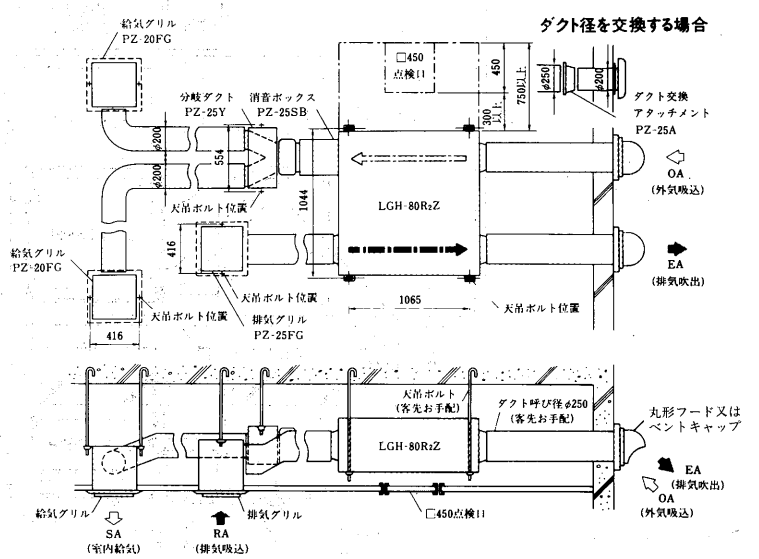 給気グリル
PZ-20FG
ダクト径を交換する場合
□450
点検口
450
750以上
300
以上
φ250
φ200
分岐ダクト
PZ-25Y
消音ボックス
PZ-25SB
ダクト交換
アタッチメント
PZ-25A
φ200
554
φ200
OA
(外気吸込)
天吊ボルト位置
1044
LGH-80R₂Z
416
給気グリル
PZ-20FG
EA
(排気吹出)
天吊ボルト位置
天吊ボルト位置
1065
天吊ボルト位置
416
排気グリル
PZ-25FG
天吊ボルト
(客先お手配)
ダクト呼び径φ250
(客先お手配)
丸形フード又は
ベントキャップ
LGH-80R₂Z
EA
(排気吹出)
OA
(外気吸込)
給気グリル
排気グリル
□450点検口
SA
(室内給気)
RA
(排気吸込)